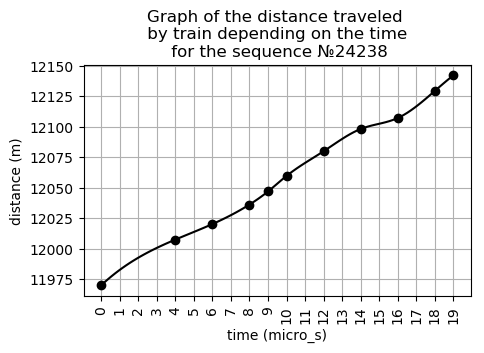 Graph of the distance traveled
by train depending on the time
for the sequence №24238
12150
12125
12100
12075
12050
12025
12000
11975
distance (m)
0 1 2 3 4 5 6 7 8 9 10 11 12 13 14 15 16 17 18 19
time (micro_s)